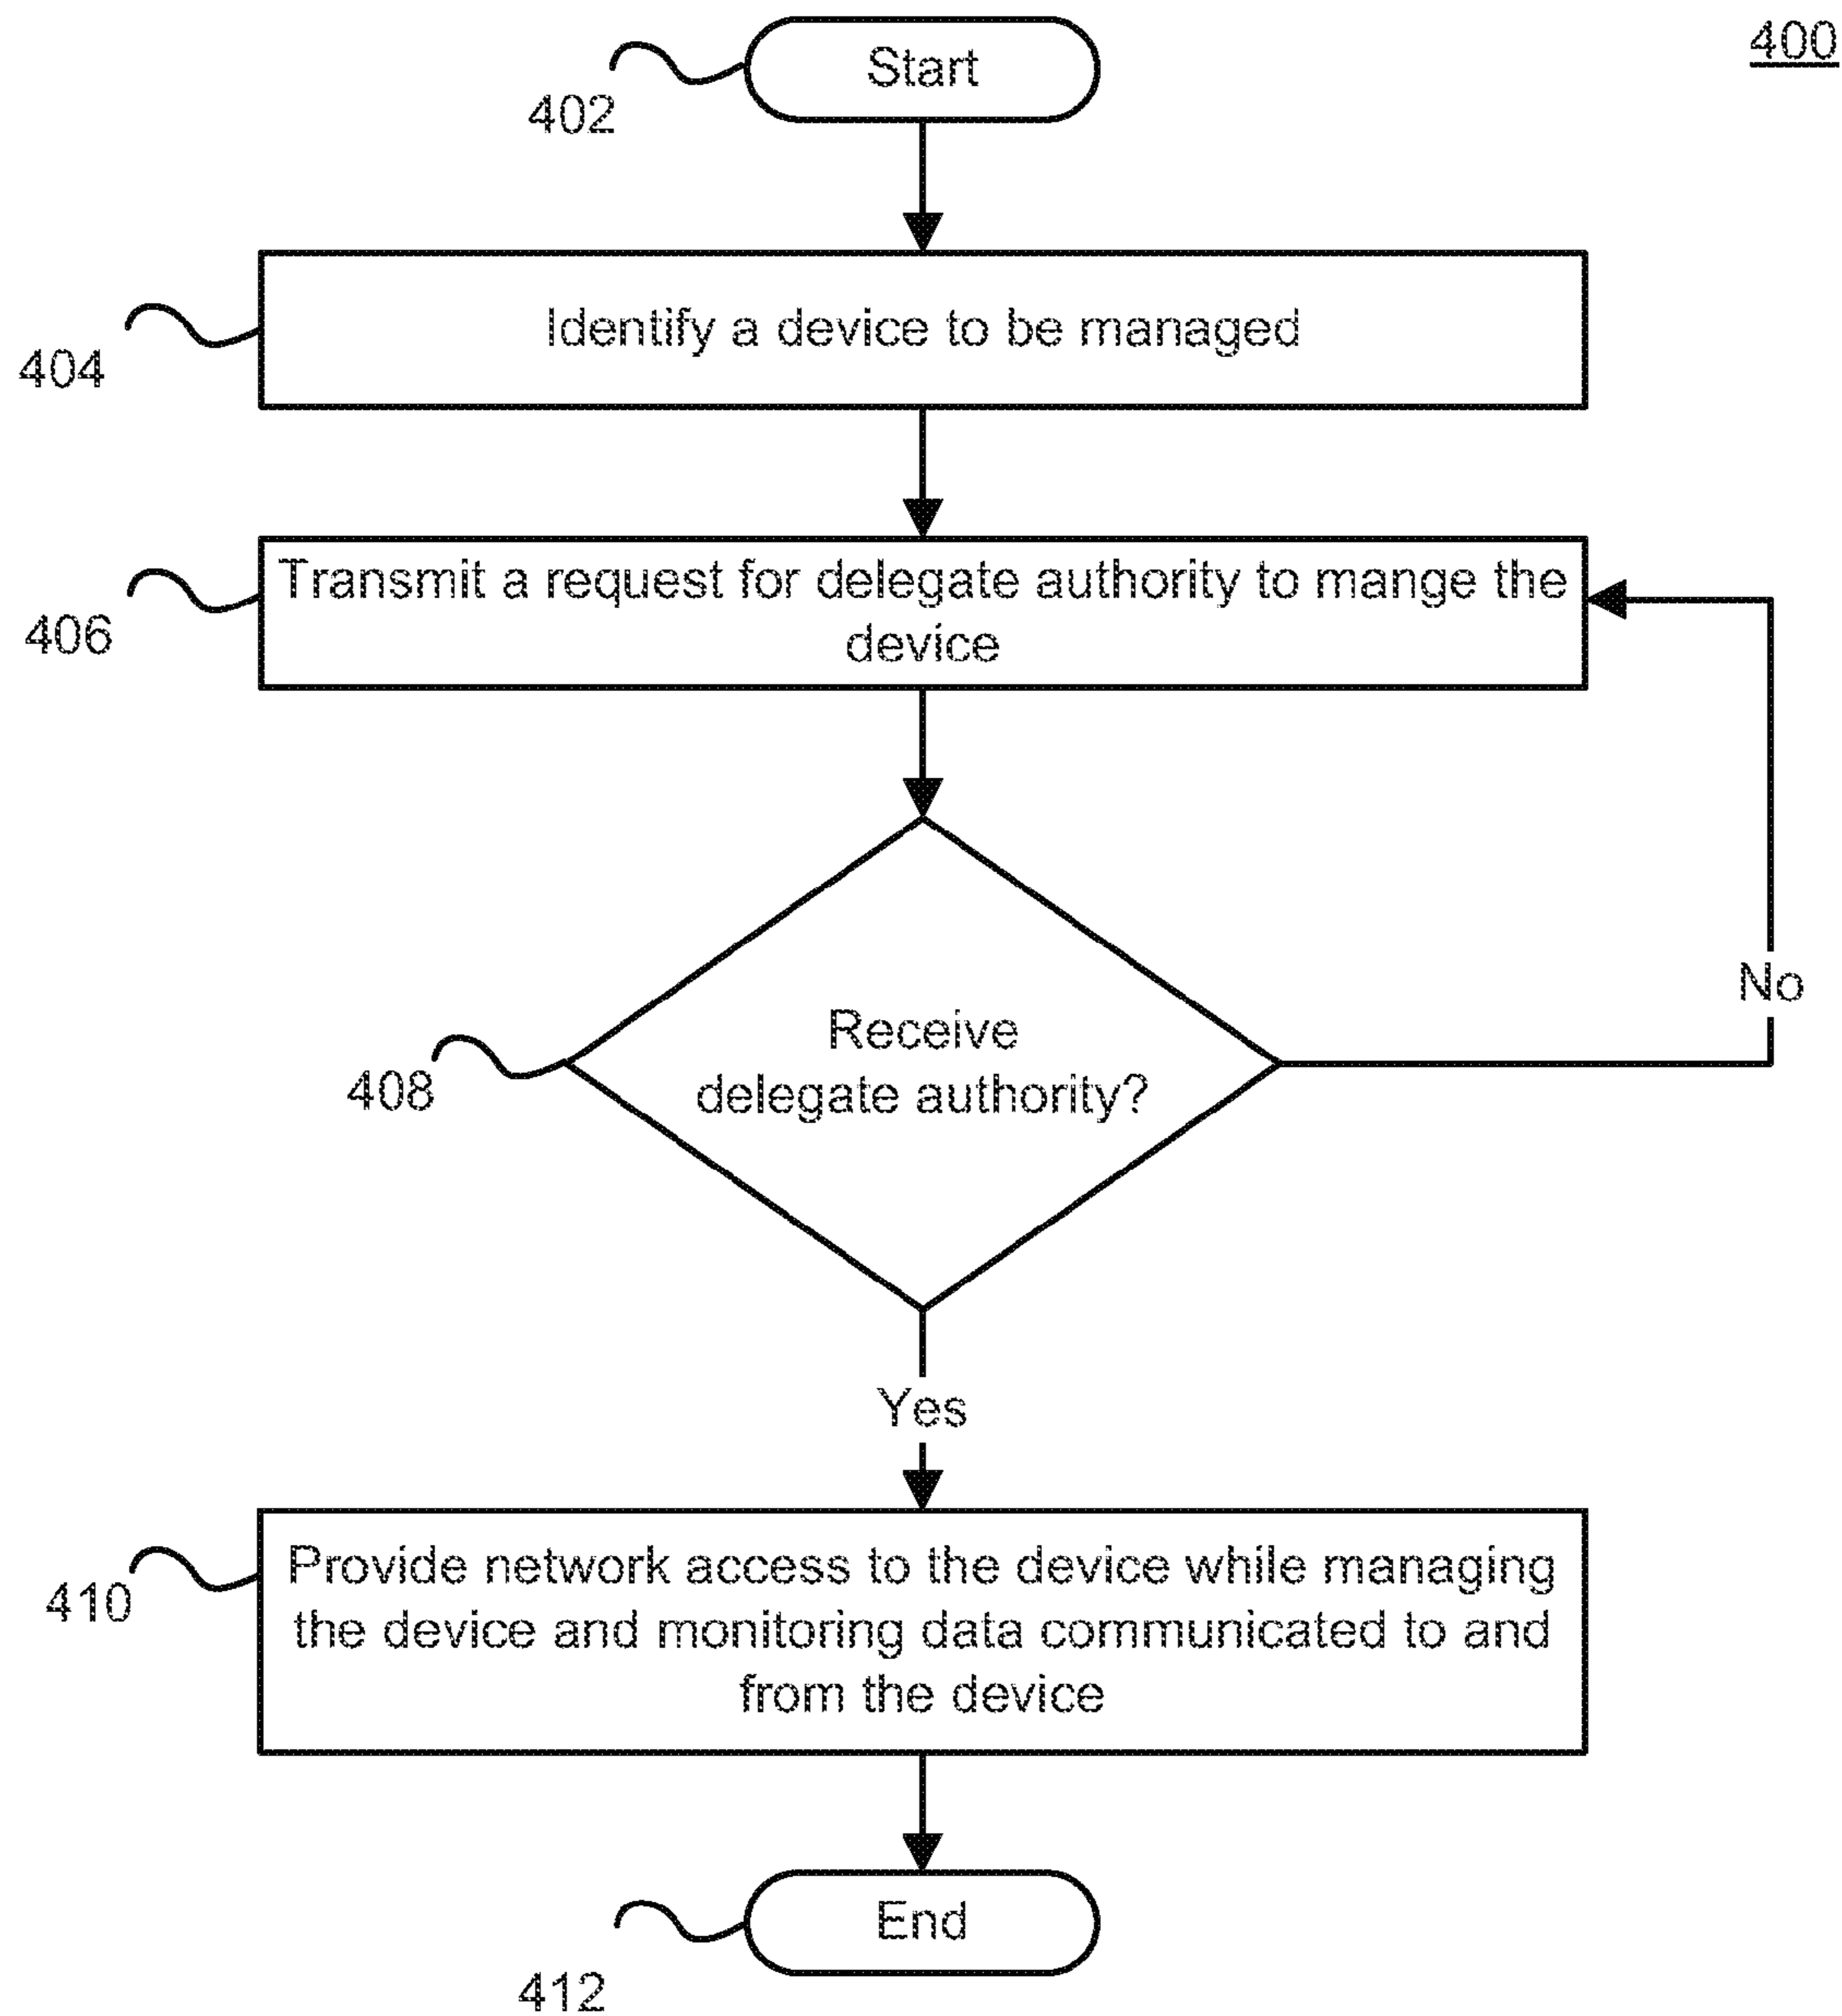 400
Start
402
Identify a device to be managed
404
Transmit a request for delegate authority to mange the
device
406
Receive
delegate authority?
408
No
Yes
Provide network access to the device while managing
the device and monitoring data communicated to and
from the device
410
End
412